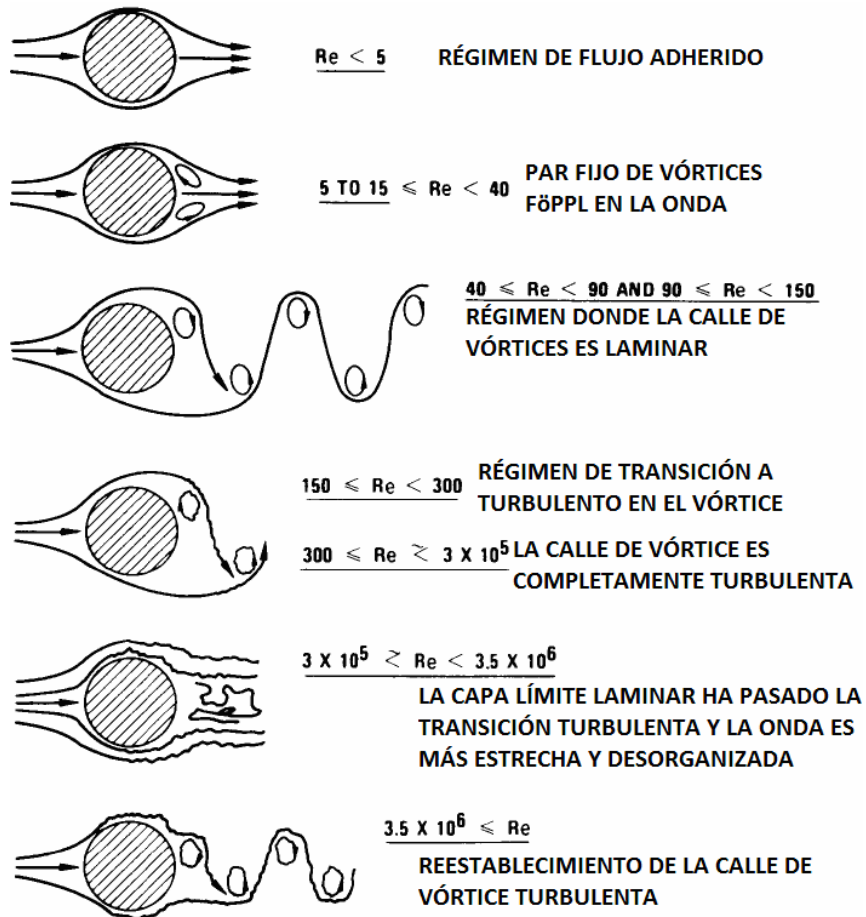 Re < 5 RÉGIMEN DE FLUJO ADHERIDO
5 TO 15 ⩽ Re < 40 PAR FIJO DE VÓRTICES
FöPPL EN LA ONDA
40 ⩽ Re < 90 AND 90 ⩽ Re < 150
RÉGIMEN DONDE LA CALLE DE
VÓRTICES ES LAMINAR
150 ⩽ Re < 300 RÉGIMEN DE TRANSICIÓN A
TURBULENTO EN EL VÓRTICE
300 ⩽ Re ≷ 3 X 10⁵ LA CALLE DE VÓRTICE ES
COMPLETAMENTE TURBULENTA
3 X 10⁵ ≷ Re < 3.5 X 10⁶
LA CAPA LÍMITE LAMINAR HA PASADO LA
TRANSICIÓN TURBULENTA Y LA ONDA ES
MÁS ESTRECHA Y DESORGANIZADA
3.5 X 10⁶ ⩽ Re
REESTABLECIMIENTO DE LA CALLE DE
VÓRTICE TURBULENTA